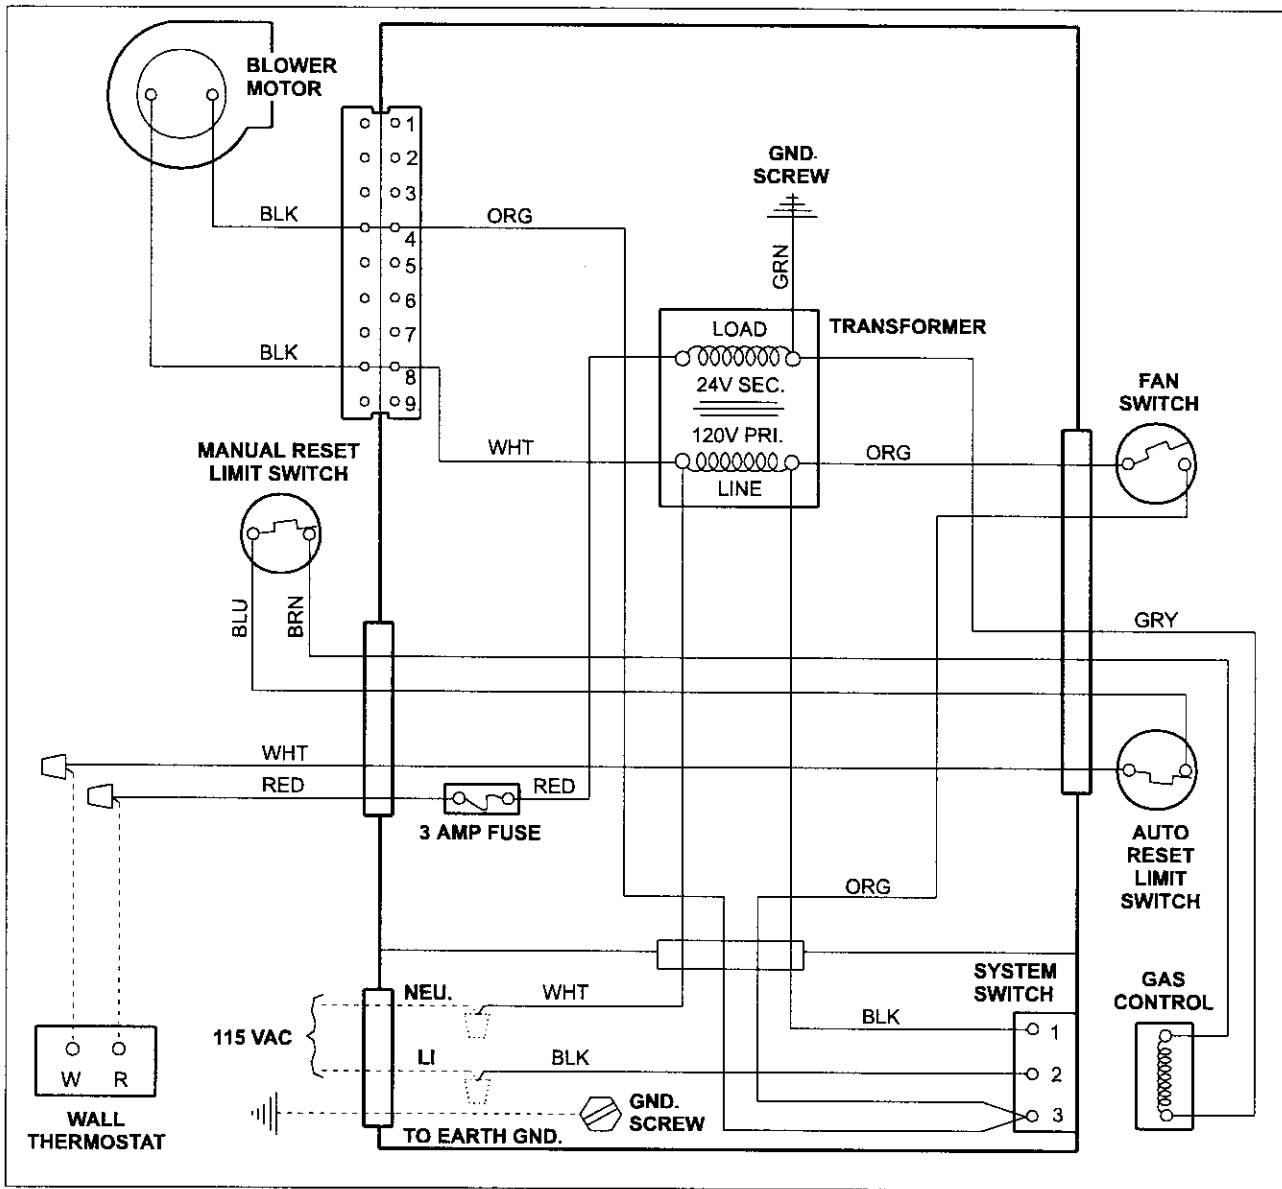 BLOWER
MOTOR
1
2
3
4
5
6
7
8
9
BLK
ORG
BLK
WHT
GND.
SCREW
GRN
TRANSFORMER
LOAD
24V SEC.
120V PRI.
LINE
ORG
FAN
SWITCH
MANUAL RESET
LIMIT SWITCH
BLU
BRN
GRY
WHT
RED
RED
3 AMP FUSE
AUTO
RESET
LIMIT
SWITCH
ORG
SYSTEM
SWITCH
GAS
CONTROL
NEU.
WHT
115 VAC
BLK
1
LI
BLK
2
3
W R
WALL
THERMOSTAT
GND.
SCREW
TO EARTH GND.